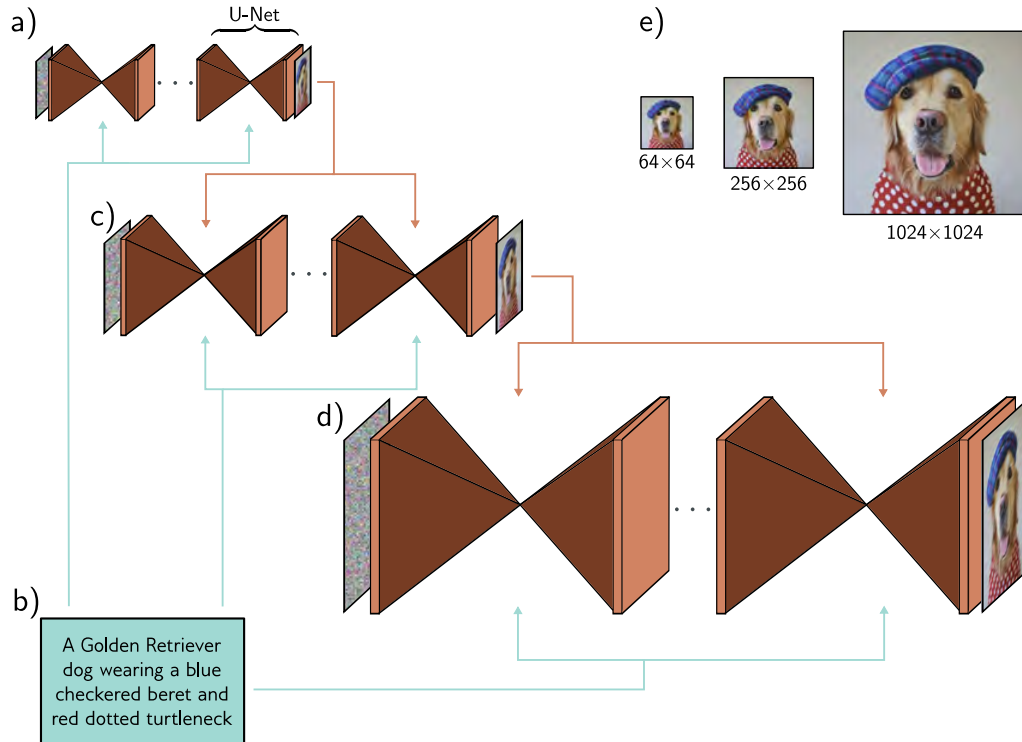 a)
U-Net
e)
64×64
256×256
1024×1024
c)
d)
b)
A Golden Retriever
dog wearing a blue
checkered beret and
red dotted turtleneck